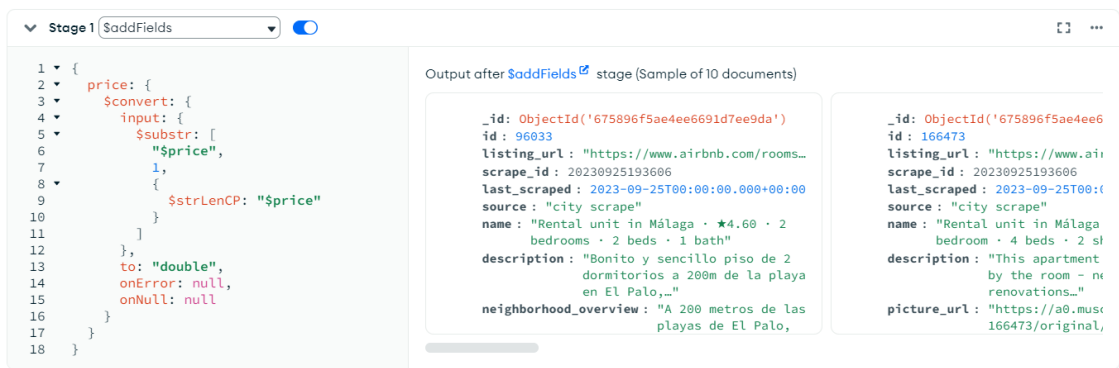 Stage 1 $addFields
1 {
2 price: {
3 $convert: {
4 input: {
5 $substr: [
6 "$price",
7 1,
8 {
9 $strLenCP: "$price"
10 }
11 ]
12 },
13 to: "double",
14 onError: null,
15 onNull: null
16 }
17 }
18 }
Output after $addFields stage (Sample of 10 documents)
_id: ObjectId('675896f5ae4ee6691d7ee9da')
id : 96033
listing_url : "https://www.airbnb.com/rooms…
scrape_id : 20230925193606
last_scraped : 2023-09-25T00:00:00.000+00:00
source : "city scrape"
name : "Rental unit in Málaga · ★4.60 · 2
bedrooms · 2 beds · 1 bath"
description : "Bonito y sencillo piso de 2
dormitorios a 200m de la playa
en El Palo,…"
neighborhood_overview : "A 200 metros de las
playas de El Palo,
_id: ObjectId('675896f5ae4ee6
id : 166473
listing_url : "https://www.air
scrape_id : 20230925193606
last_scraped : 2023-09-25T00:0
source : "city scrape"
name : "Rental unit in Málaga
bedroom · 4 beds · 2 sh
description : "This apartment
by the room - ne
renovations…"
picture_url : "https://a0.musc
166473/original/